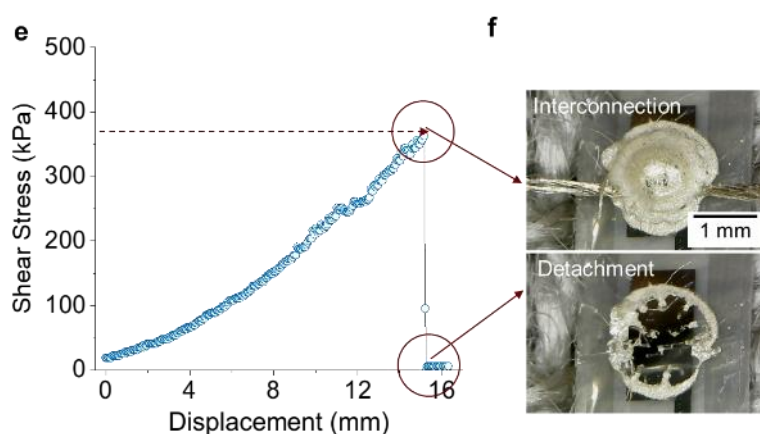 e
f
500
400
300
200
100
0
Shear Stress (kPa)
0 4 8 12 16
Displacement (mm)
Interconnection
1 mm
Detachment